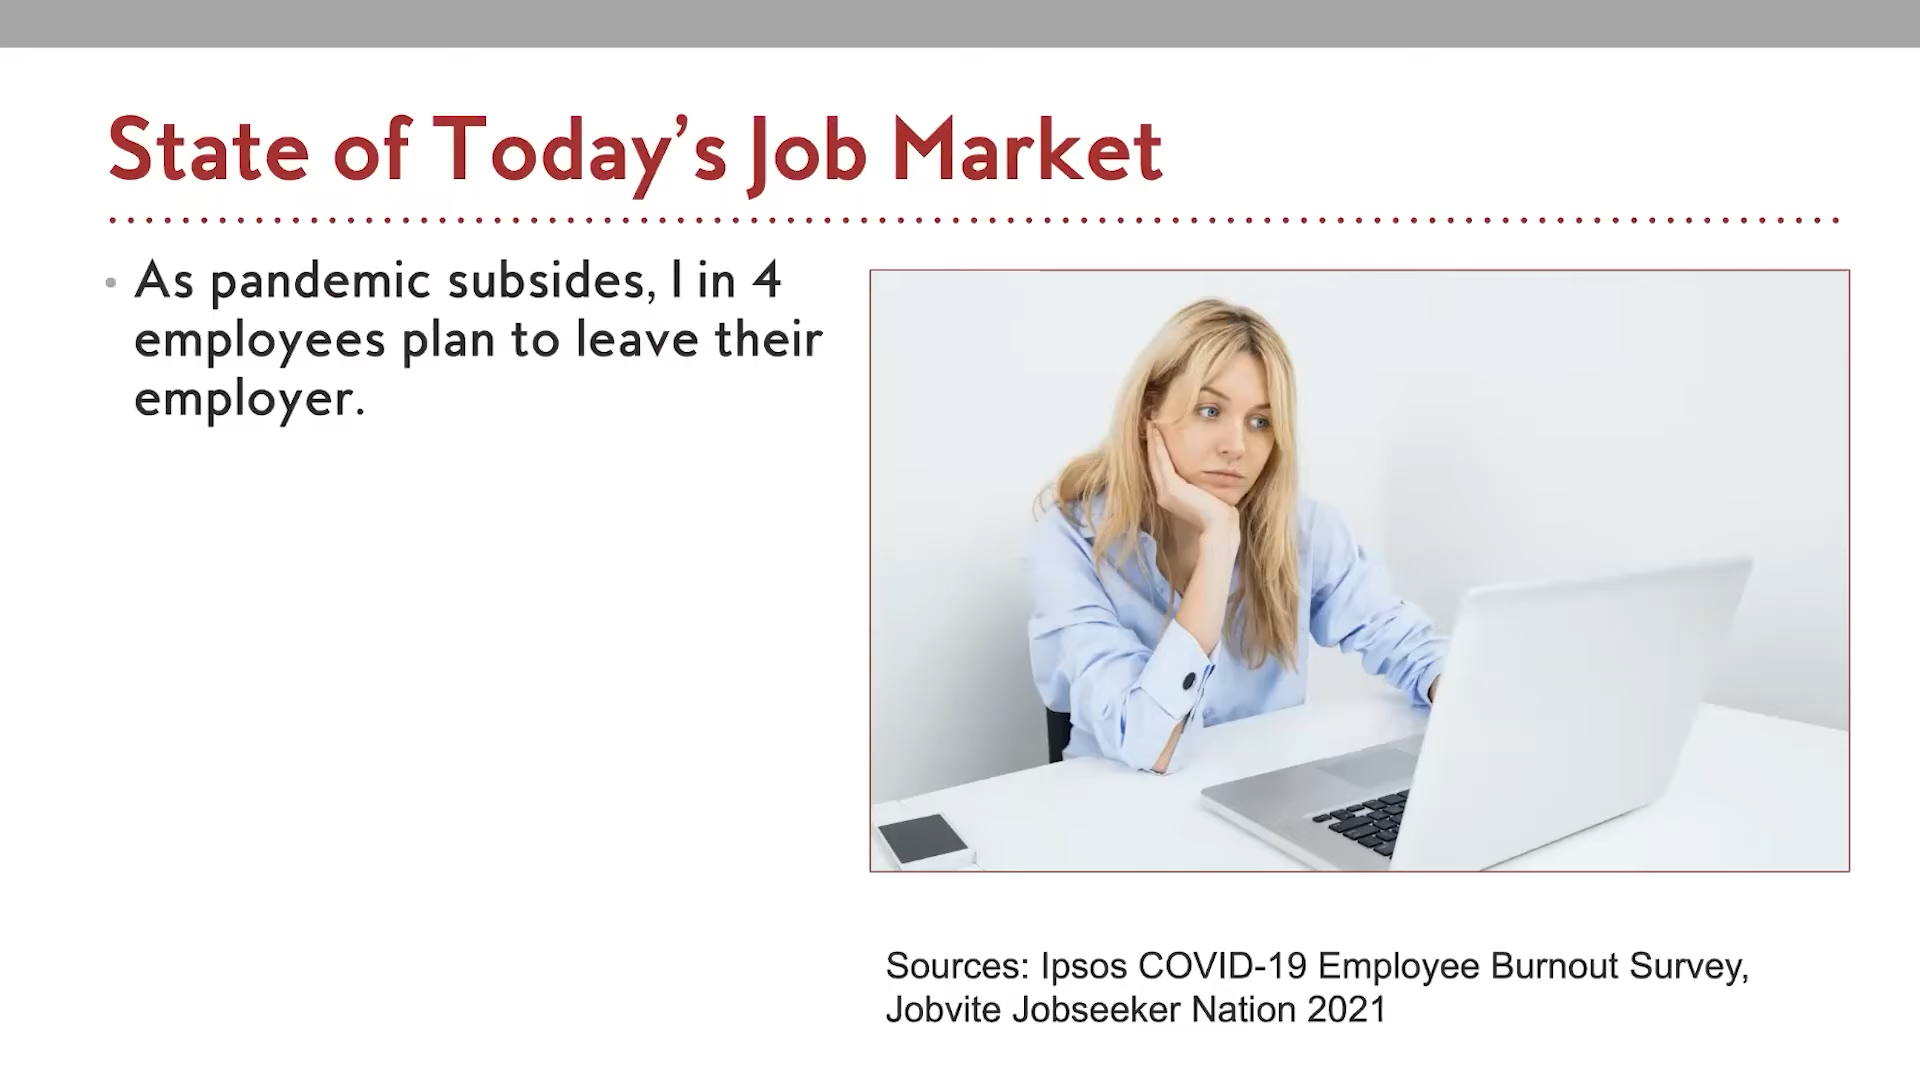 State of Today’s Job Market
• As pandemic subsides, 1 in 4
employees plan to leave their
employer.
Sources: Ipsos COVID-19 Employee Burnout Survey,
Jobvite Jobseeker Nation 2021